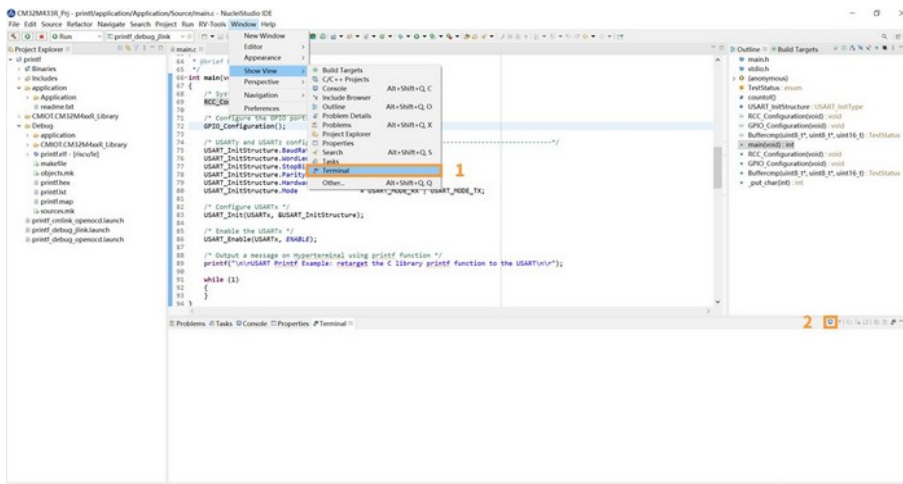 CM32M433R_Prj - printf/application/Application/Source/main.c - NucleiStudio IDE
File Edit Source Refactor Navigate Search Project Run RV-Tools Window Help
Run
printf_debug_jlink
New Window
Editor
Appearance
Show View
Perspective
Navigation
Preferences
Build Targets
C/C++ Projects
Console Alt+Shift+Q, C
Include Browser
Outline Alt+Shift+Q, O
Problem Details
Problems Alt+Shift+Q, X
Project Explorer
Properties
Search Alt+Shift+Q, S
Tasks
Terminal
Other... Alt+Shift+Q, Q
1
Project Explorer
printf
Binaries
Includes
application
Application
readme.txt
CMIOT.CM32M4xxR_Library
Debug
application
CMIOT.CM32M4xxR_Library
printf.elf - [riscv/le]
makefile
objects.mk
printf.hex
printf.lst
printf.map
sources.mk
printf_cmlink_openocd.launch
printf_debug_jlink.launch
printf_debug_openocd.launch
main.c
64 * @brief
65 */
66 int main(v
67 {
68 /* Sys
69 RCC_Co
70
71 /* Configure the GPIO port
72 GPIO_Configuration();
73
74 /* USARTy and USARTz confi ---*/
75 USART_InitStructure.BaudRa
76 USART_InitStructure.WordLe
77 USART_InitStructure.StopBi
78 USART_InitStructure.Parity
79 USART_InitStructure.Hardwa
80 USART_InitStructure.Mode = USART_MODE_RX | USART_MODE_TX;
81
82 /* Configure USARTx */
83 USART_Init(USARTx, &USART_InitStructure);
84
85 /* Enable the USARTx */
86 USART_Enable(USARTx, ENABLE);
87
88 /* Output a message on Hyperterminal using printf function */
89 printf("\n\rUSART Printf Example: retarget the C library printf function to the USART\n\r");
90
91 while (1)
92 {
93 }
94 }
Outline Build Targets
main.h
stdio.h
(anonymous)
TestStatus : enum
countof()
USART_InitStructure : USART_InitType
RCC_Configuration(void) : void
GPIO_Configuration(void) : void
Buffercmp(uint8_t*, uint8_t*, uint16_t) : TestStatus
main(void) : int
RCC_Configuration(void) : void
GPIO_Configuration(void) : void
Buffercmp(uint8_t*, uint8_t*, uint16_t) : TestStatus
_put_char(int) : int
Problems Tasks Console Properties Terminal
2